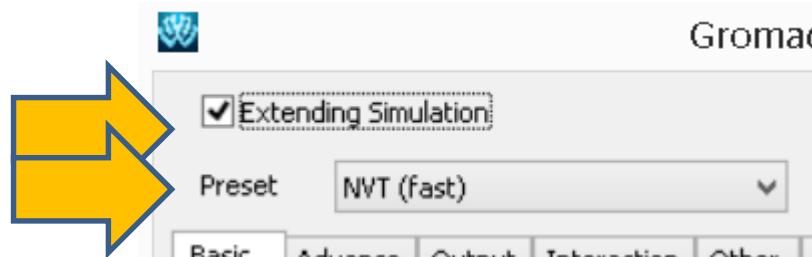 Gromac
Extending Simulation
Preset NVT (fast)
Basic Advance Output Interaction Other